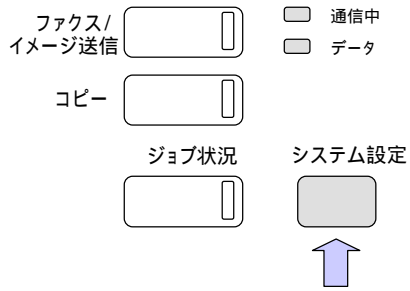 ファクス/
イメージ送信
通信中
データ
コピー
ジョブ状況
システム設定